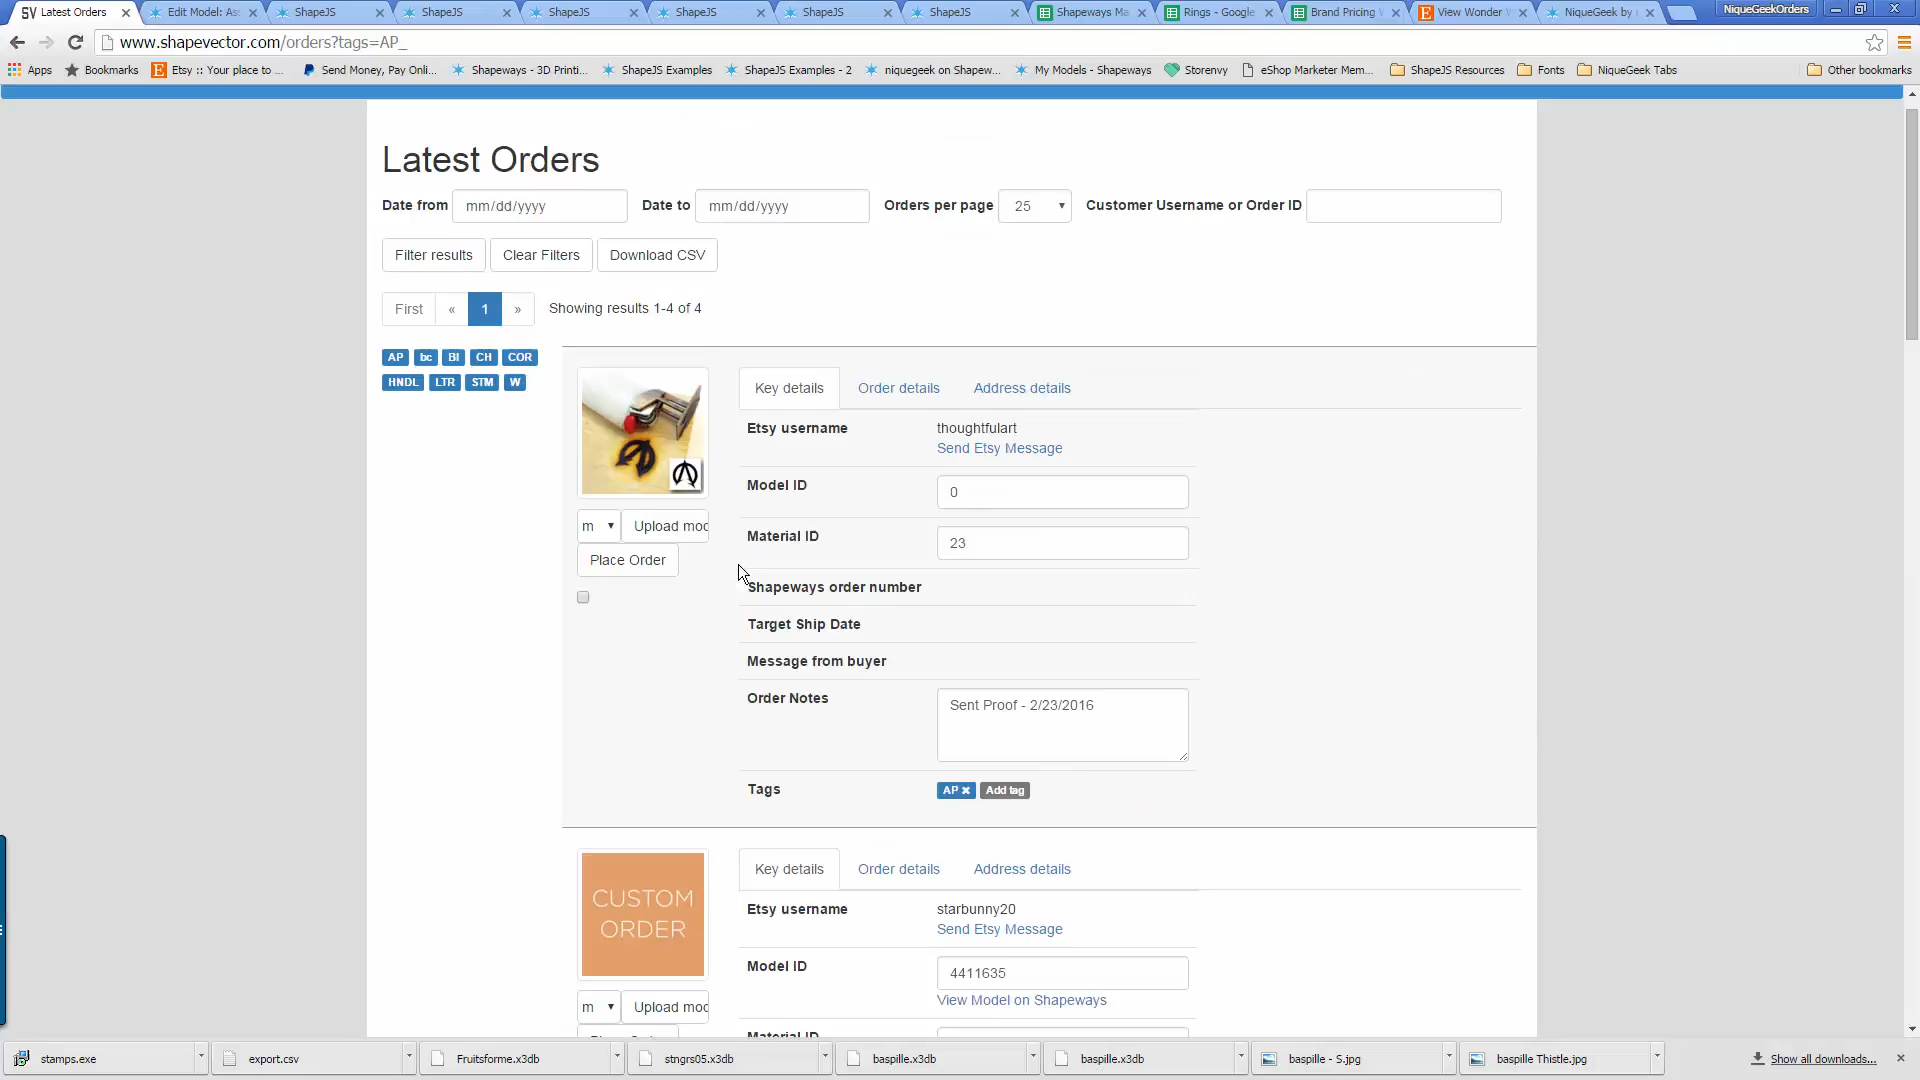 SV Latest Orders
Edit Model: Ass
ShapeJS
ShapeJS
ShapeJS
ShapeJS
ShapeJS
ShapeJS
Shapeways Ma
Rings - Google
Brand Pricing
View Wonder
NiqueGeek by
NiqueGeekOrders
www.shapevector.com/orders?tags=AP_
Apps
Bookmarks
Etsy :: Your place to ...
Send Money, Pay Onli...
Shapeways - 3D Printi...
ShapeJS Examples
ShapeJS Examples - 2
niquegeek on Shapew...
My Models - Shapeways
Storenvy
eShop Marketer Mem...
ShapeJS Resources
Fonts
NiqueGeek Tabs
Other bookmarks
Latest Orders
Date from mm/dd/yyyy Date to mm/dd/yyyy Orders per page 25 Customer Username or Order ID
Filter results Clear Filters Download CSV
First « 1 » Showing results 1-4 of 4
AP bc BI CH COR
HNDL LTR STM W
Key details Order details Address details
Etsy username thoughtfulart
Send Etsy Message
Model ID 0
m Upload mod
Material ID 23
Place Order
Shapeways order number
Target Ship Date
Message from buyer
Order Notes Sent Proof - 2/23/2016
Tags AP × Add tag
Key details Order details Address details
CUSTOM
ORDER
Etsy username starbunny20
Send Etsy Message
Model ID 4411635
View Model on Shapeways
m Upload mod
Material ID
stamps.exe
export.csv
Fruitsforme.x3db
stngrs05.x3db
baspille.x3db
baspille.x3db
baspille - S.jpg
baspille Thistle.jpg
Show all downloads...